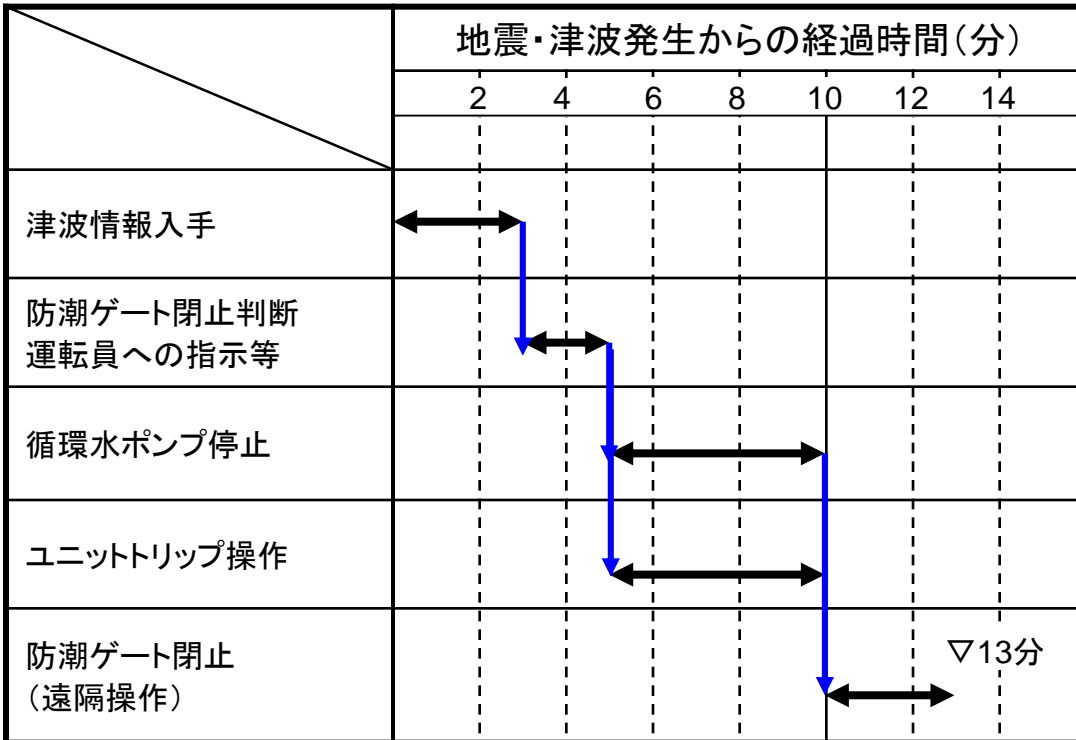 地震・津波発生からの経過時間（分）
2 4 6 8 10 12 14
津波情報入手
防潮ゲート閉止判断
運転員への指示等
循環水ポンプ停止
ユニットトリップ操作
防潮ゲート閉止
（遠隔操作）
▽13分